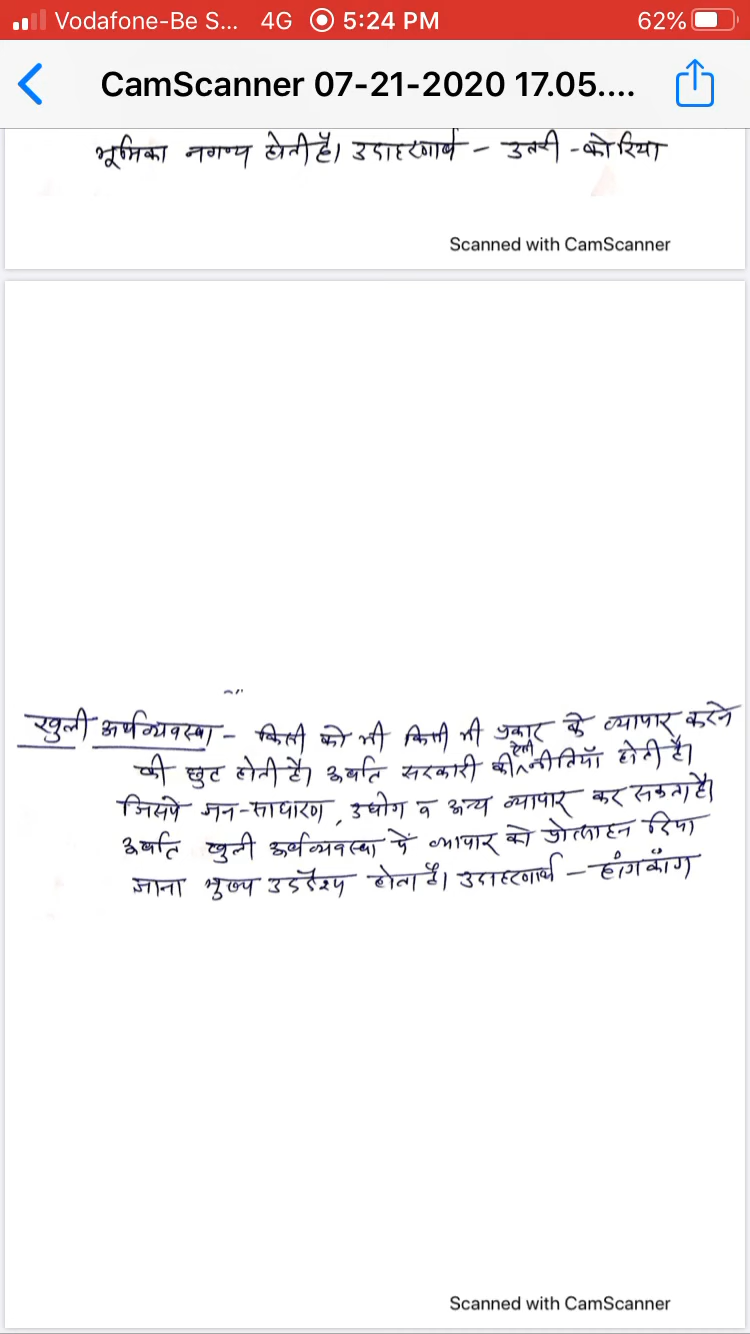 Vodafone-Be S... 4G 5:24 PM 62%
CamScanner 07-21-2020 17.05....
भूमिका नगण्य होती है। उदाहरणार्थ - उत्तरी - कोरिया
Scanned with CamScanner
खुली अर्थव्यवस्था - किसी को भी किसी भी प्रकार के व्यापार करने
की छुट होती है। अर्थात सरकारी की ऐसी नीतियाँ होती है।
जिसमे जन-साधारण, उधोग व अन्य व्यापार कर सकता है।
अर्थात खुली अर्थव्यवस्था में व्यापार को प्रोत्साहन दिया
जाना मुख्य उद्देश्य होता है। उदाहरणार्थ - हांगकाँग
Scanned with CamScanner